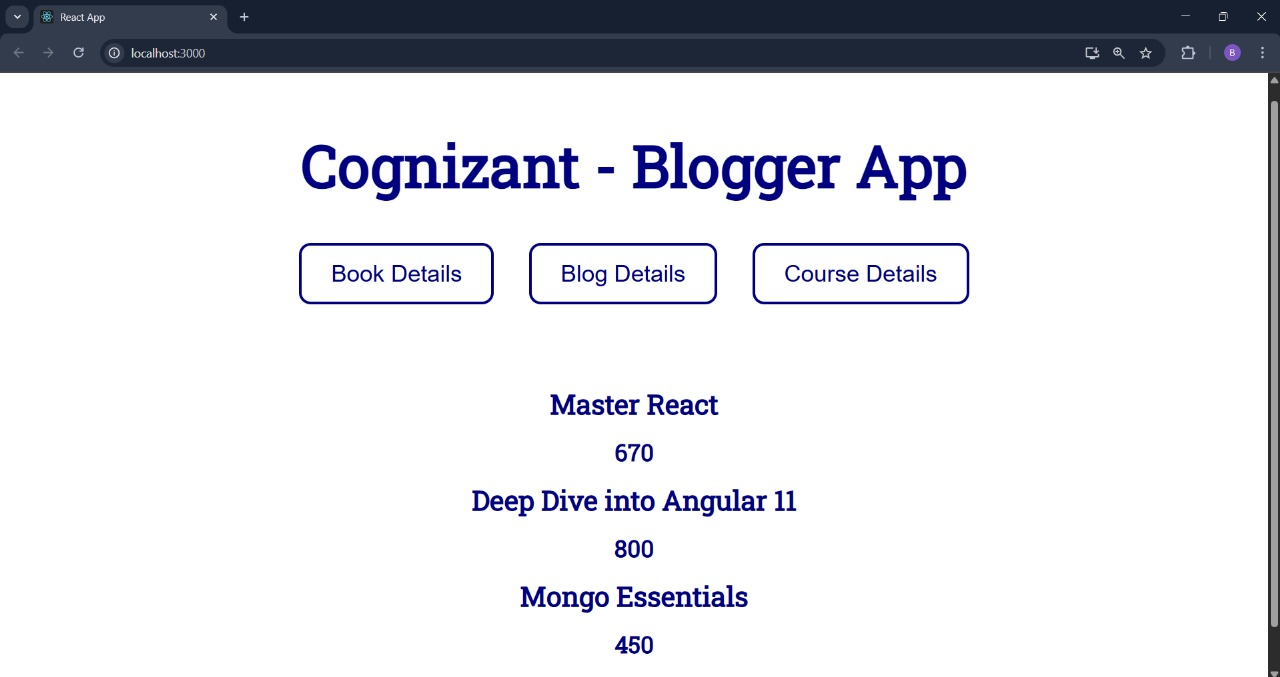 React App
localhost:3000
B
Cognizant - Blogger App
Book Details Blog Details Course Details
Master React
670
Deep Dive into Angular 11
800
Mongo Essentials
450